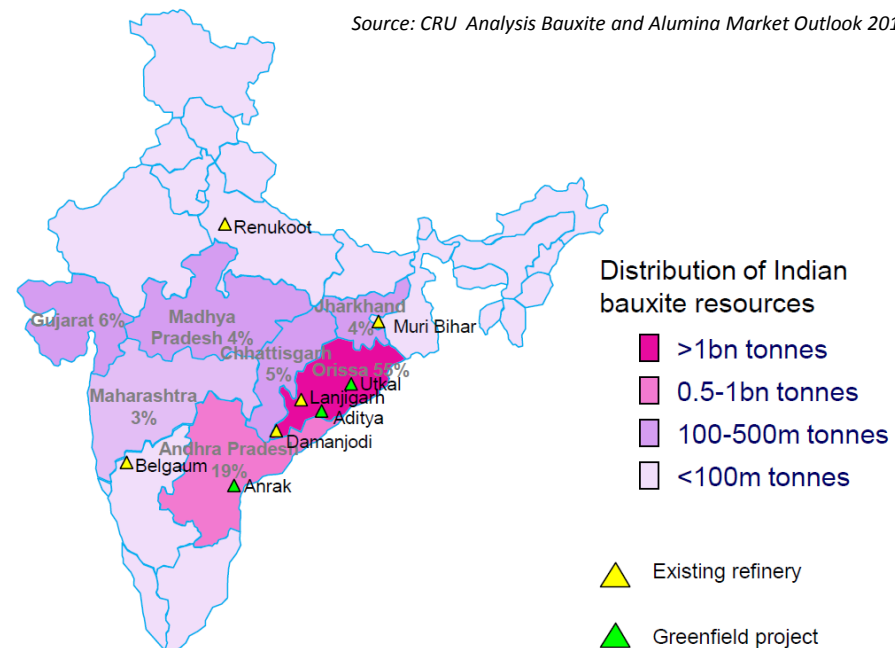 Source: CRU Analysis Bauxite and Alumina Market Outlook
Renukoot
Distribution of Indian
bauxite resources
>1bn tonnes
0.5-1bn tonnes
100-500m tonnes
<100m tonnes
Gujarat 6%
Madhya
Pradesh 4%
Jharkhand
4%
Muri Bihar
Chhattisgarh
5%
Orissa 55%
Utkal
Lanjigarh
Aditya
Maharashtra
3%
Damanjodi
Andhra Pradesh
19%
Belgaum
Anrak
Existing refinery
Greenfield project